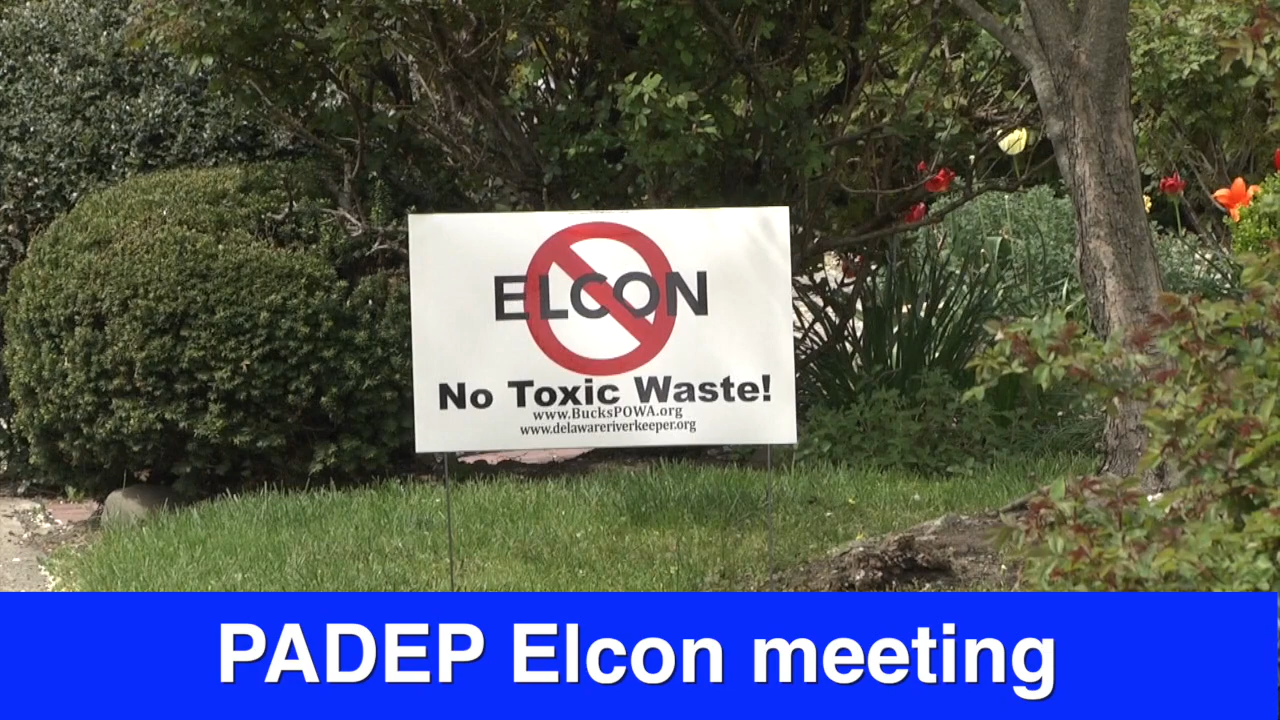 ELCON
No Toxic Waste!
www.BucksPOWA.org
www.delawareriverkeeper.org
PADEP Elcon meeting